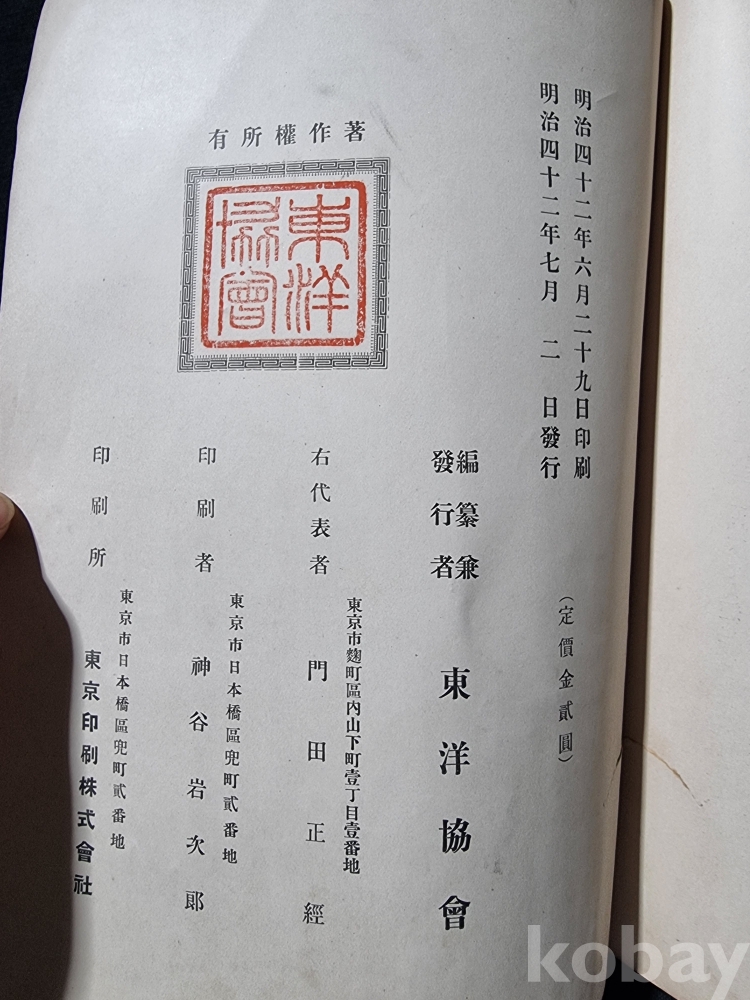 明治四十二年六月二十九日印刷
明治四十二年七月二日發行
(定價金貳圓)
著作權所有
東洋
協會
編纂兼
發行者
東洋協會
東京市麴町區內山下町壹丁目壹番地
右代表者 門田正經
東京市日本橋區兜町貳番地
印刷者 神谷岩次郞
東京市日本橋區兜町貳番地
印刷所 東京印刷株式會社
kobay